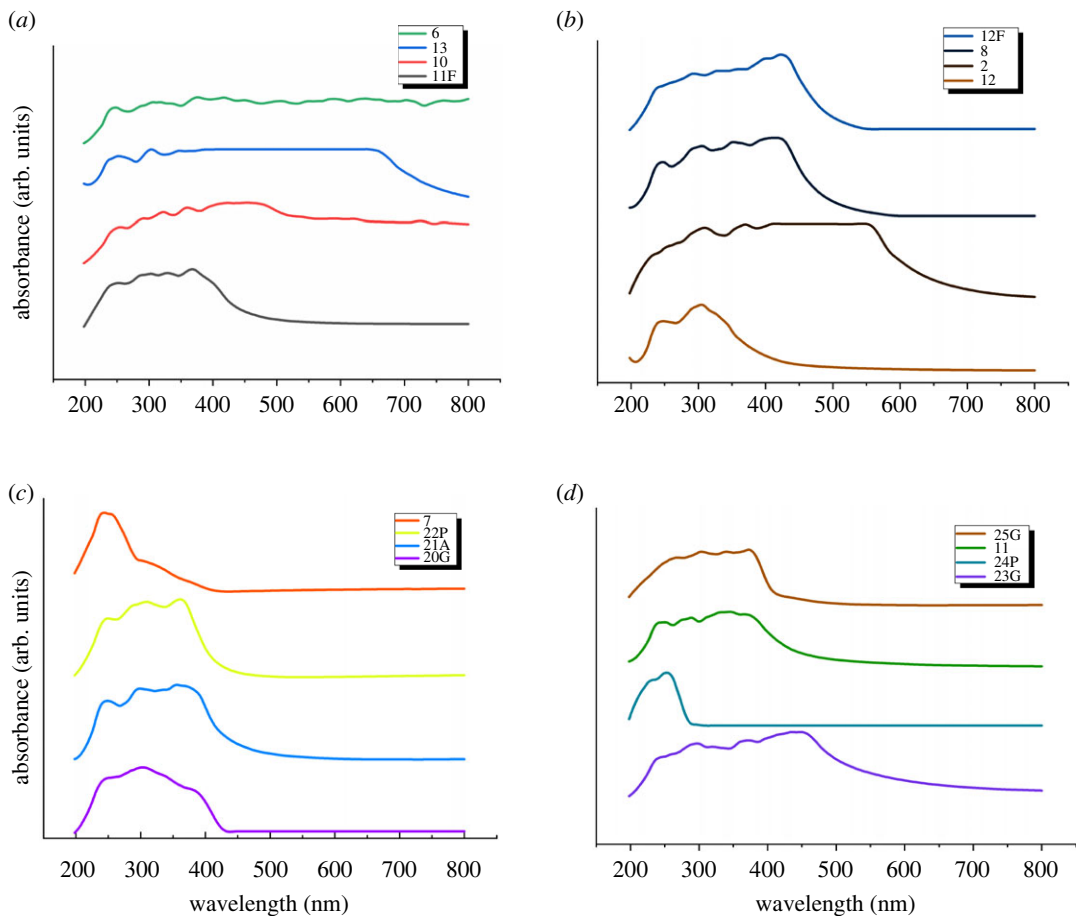 (a)
6
13
10
11F
absorbance (arb. units)
200 300 400 500 600 700 800
(b)
12F
8
2
12
200 300 400 500 600 700 800
(c)
7
22P
21A
20G
absorbance (arb. units)
200 300 400 500 600 700 800
wavelength (nm)
(d)
25G
11
24P
23G
200 300 400 500 600 700 800
wavelength (nm)